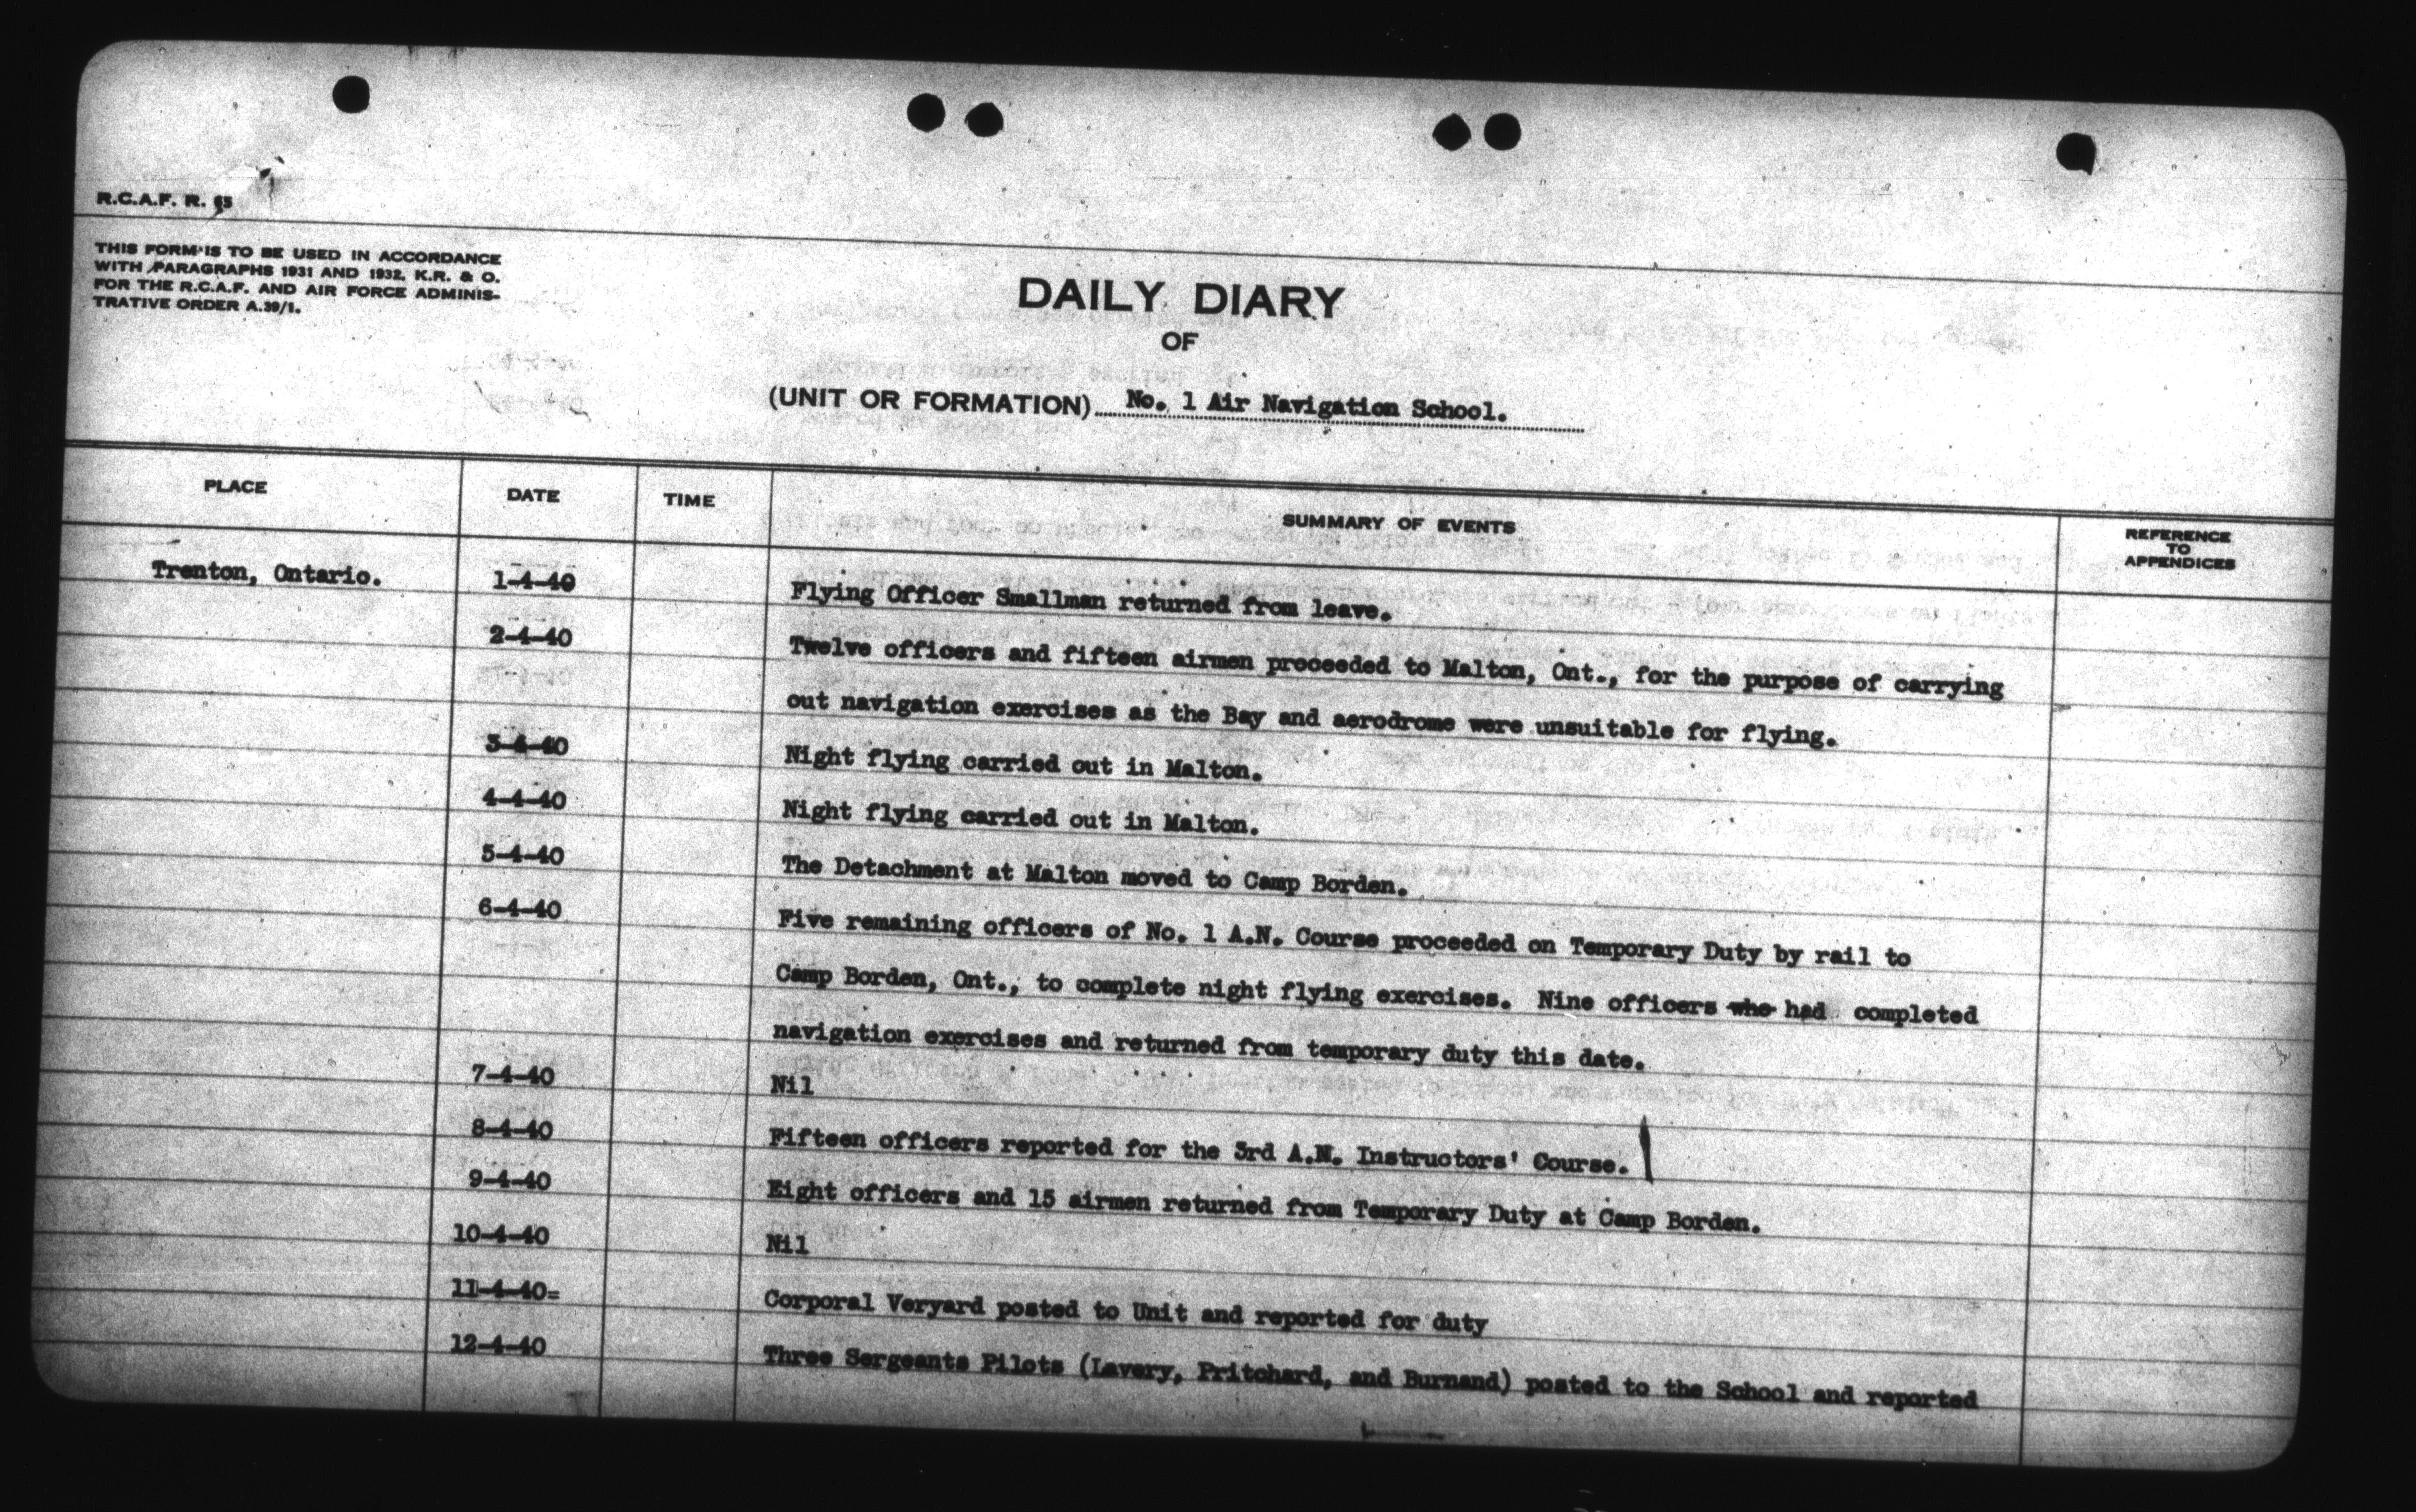 R.C.A.F. R. 65
THIS FORM IS TO BE USED IN ACCORDANCE
WITH PARAGRAPHS 1931 AND 1932, K.R. & O.
FOR THE R.C.A.F. AND AIR FORCE ADMINIS-
TRATIVE ORDER A.39/1.
DAILY DIARY
OF
(UNIT OR FORMATION) No. 1 Air Navigation School.
PLACE DATE TIME SUMMARY OF EVENTS REFERENCE TO APPENDICES
Trenton, Ontario. 1-4-40 Flying Officer Smallman returned from leave.
2-4-40 Twelve officers and fifteen airmen proceeded to Malton, Ont., for the purpose of carrying
out navigation exercises as the Bay and aerodrome were unsuitable for flying.
3-4-40 Night flying carried out in Malton.
4-4-40 Night flying carried out in Malton.
5-4-40 The Detachment at Malton moved to Camp Borden.
6-4-40 Five remaining officers of No. 1 A.N. Course proceeded on Temporary Duty by rail to
Camp Borden, Ont., to complete night flying exercises. Nine officers who had completed
navigation exercises and returned from temporary duty this date.
7-4-40 Nil
8-4-40 Fifteen officers reported for the 3rd A.N. Instructors' Course.
9-4-40 Eight officers and 15 airmen returned from Temporary Duty at Camp Borden.
10-4-40 Nil
11-4-40= Corporal Veryard posted to Unit and reported for duty
12-4-40 Three Sergeants Pilots (Lavery, Pritchard, and Burnand) posted to the School and reported